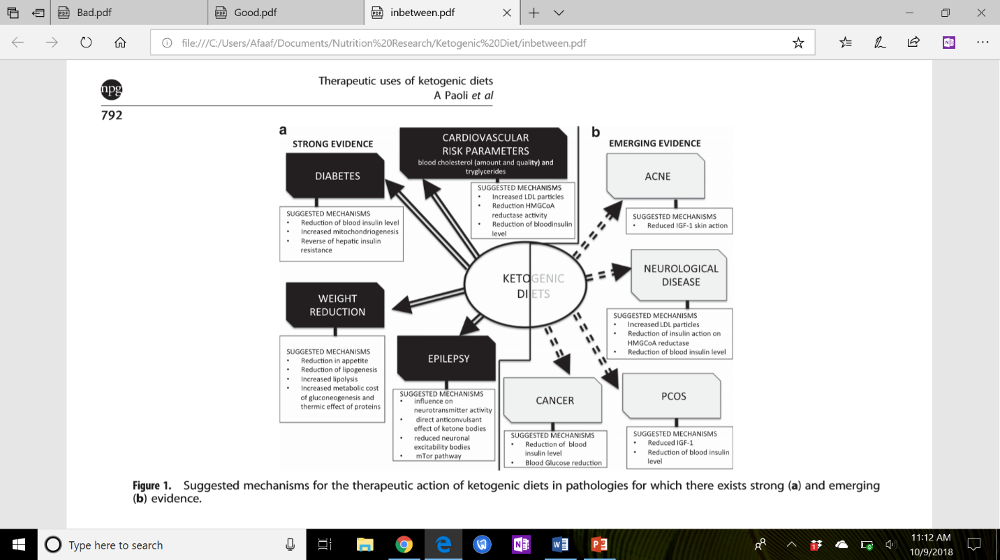 Bad.pdf
Good.pdf
inbetween.pdf
file:///C:/Users/Afaaf/Documents/Nutrition%20Research/Ketogenic%20Diet/inbetween.pdf
npg
Therapeutic uses of ketogenic diets
A Paoli et al
792
a
STRONG EVIDENCE
DIABETES
SUGGESTED MECHANISMS
• Reduction of blood insulin level
• Increased mitochondriogenesis
• Reverse of hepatic insulin
resistance
CARDIOVASCULAR
RISK PARAMETERS
blood cholesterol (amount and quality) and
tryglycerides
SUGGESTED MECHANISMS
• Increased LDL particles
• Reduction HMGCoA
reductase activity
• Reduction of bloodinsulin
level
WEIGHT
REDUCTION
SUGGESTED MECHANISMS
• Reduction in appetite
• Reduction of lipogenesis
• Increased lipolysis
• Increased metabolic cost
of gluconeogenesis and
thermic effect of proteins
EPILEPSY
SUGGESTED MECHANISMS
• influence on
neurotransmitter activity
• direct anticonvulsant
effect of ketone bodies
• reduced neuronal
excitability bodies
• mTor pathway
KETOGENIC
DIETS
b
EMERGING EVIDENCE
ACNE
SUGGESTED MECHANISMS
• Reduced IGF-1 skin action
NEUROLOGICAL
DISEASE
SUGGESTED MECHANISMS
• Increased LDL particles
• Reduction of insulin action on
HMGCoA reductase
• Reduction of blood insulin level
CANCER
SUGGESTED MECHANISMS
• Reduction of blood
insulin level
• Blood Glucose reduction
PCOS
SUGGESTED MECHANISMS
• Reduced IGF-1
• Reduction of blood insulin
level
Figure 1. Suggested mechanisms for the therapeutic action of ketogenic diets in pathologies for which there exists strong (a) and emerging
(b) evidence.
Type here to search
11:12 AM
10/9/2018